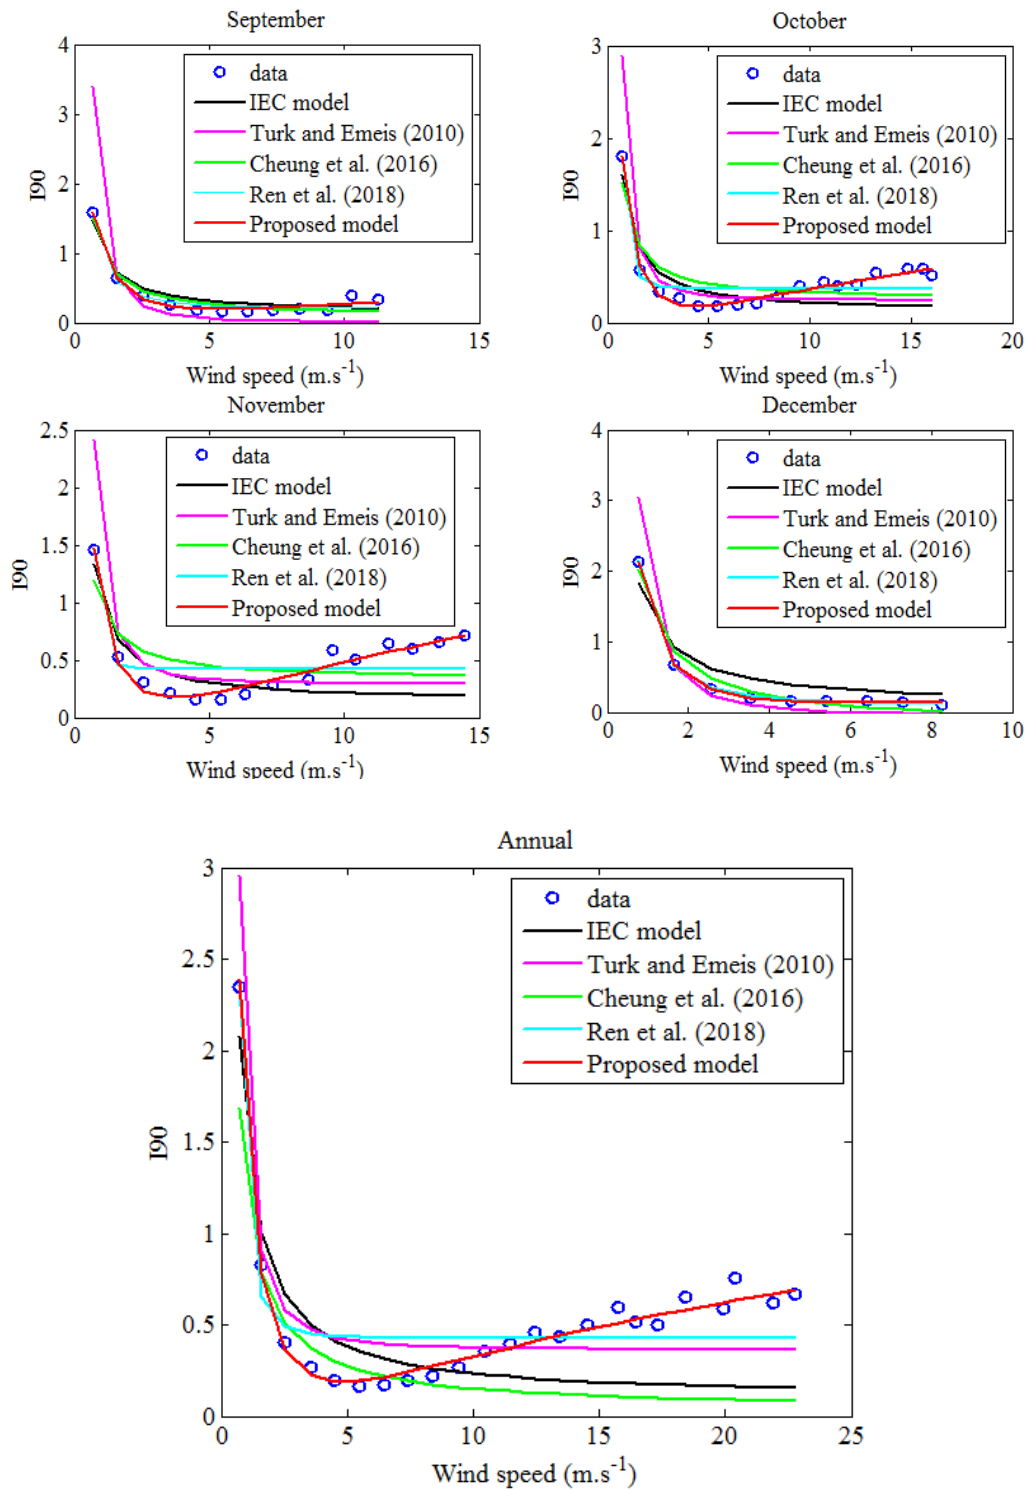 September
4
3
2
1
0
I90
data
IEC model
Turk and Emeis (2010)
Cheung et al. (2016)
Ren et al. (2018)
Proposed model
0 5 10 15
Wind speed (m.s⁻¹)
October
3
2
1
0
I90
data
IEC model
Turk and Emeis (2010)
Cheung et al. (2016)
Ren et al. (2018)
Proposed model
0 5 10 15 20
Wind speed (m.s⁻¹)
November
2.5
2
1.5
1
0.5
0
I90
data
IEC model
Turk and Emeis (2010)
Cheung et al. (2016)
Ren et al. (2018)
Proposed model
0 5 10 15
Wind speed (m.s⁻¹)
December
4
3
2
1
0
I90
data
IEC model
Turk and Emeis (2010)
Cheung et al. (2016)
Ren et al. (2018)
Proposed model
0 2 4 6 8 10
Wind speed (m.s⁻¹)
Annual
3
2.5
2
1.5
1
0.5
0
I90
data
IEC model
Turk and Emeis (2010)
Cheung et al. (2016)
Ren et al. (2018)
Proposed model
0 5 10 15 20 25
Wind speed (m.s⁻¹)